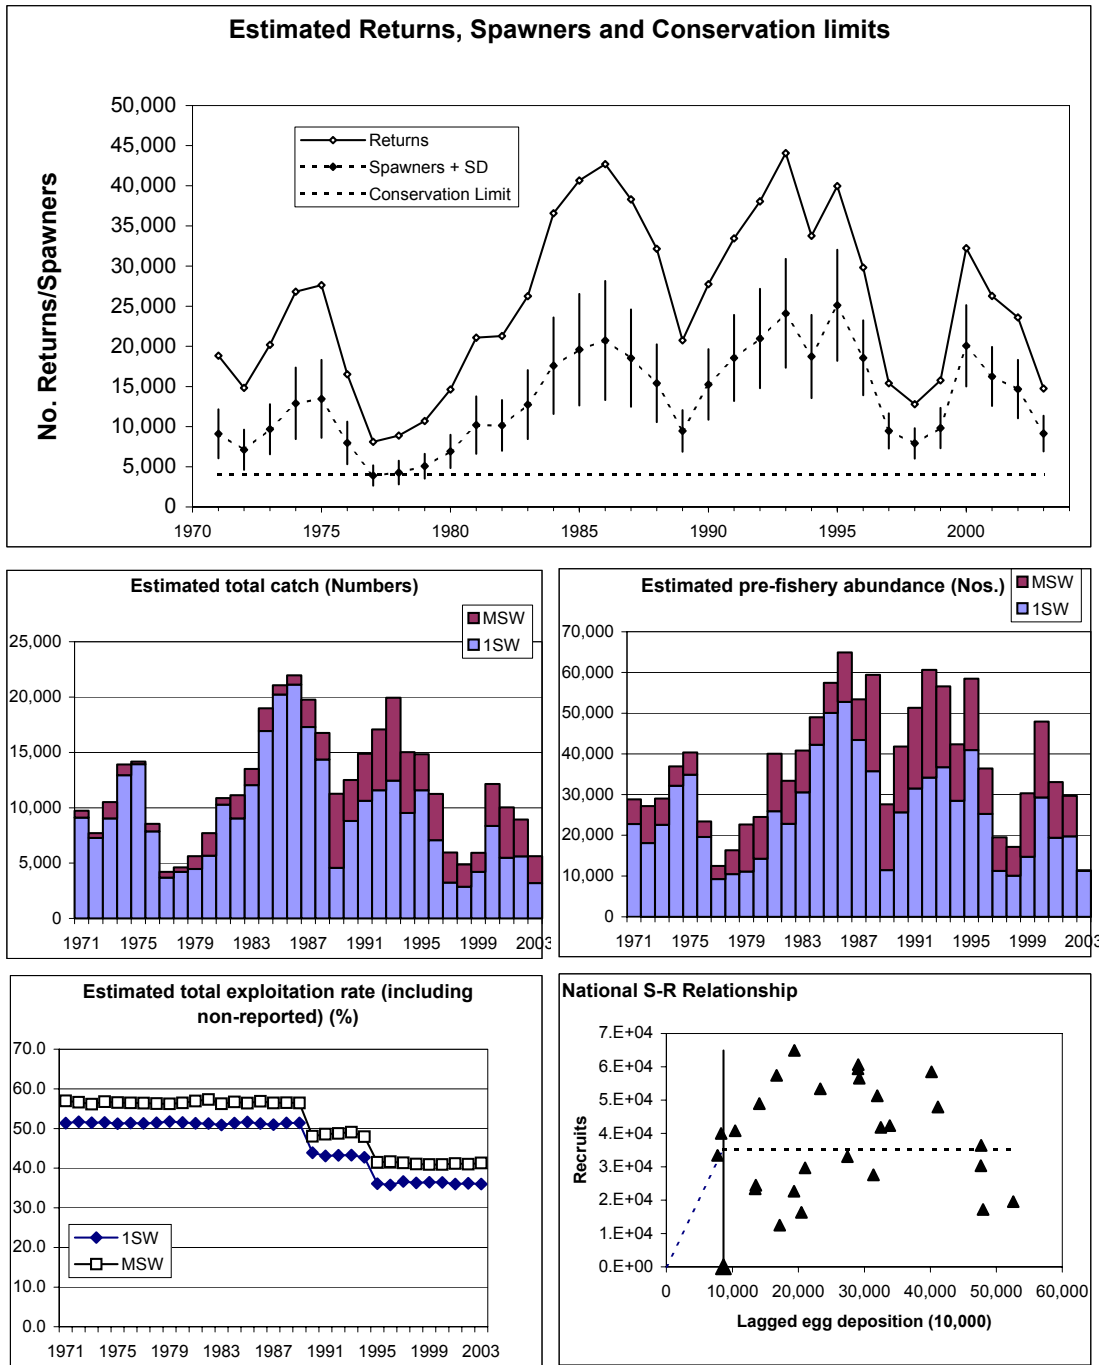 Estimated Returns, Spawners and Conservation limits
No. Returns/Spawners
50,000
45,000
40,000
35,000
30,000
25,000
20,000
15,000
10,000
5,000
0
Returns
Spawners + SD
Conservation Limit
1970 1975 1980 1985 1990 1995 2000
Estimated total catch (Numbers)
MSW
1SW
25,000
20,000
15,000
10,000
5,000
0
1971 1975 1979 1983 1987 1991 1995 1999 2003
Estimated pre-fishery abundance (Nos.)
MSW
1SW
70,000
60,000
50,000
40,000
30,000
20,000
10,000
0
1971 1975 1979 1983 1987 1991 1995 1999 2003
Estimated total exploitation rate (including
non-reported) (%)
70.0
60.0
50.0
40.0
30.0
20.0
10.0
0.0
1SW
MSW
1971 1975 1979 1983 1987 1991 1995 1999 2003
National S-R Relationship
Recruits
7.E+04
6.E+04
5.E+04
4.E+04
3.E+04
2.E+04
1.E+04
0.E+00
0 10,000 20,000 30,000 40,000 50,000 60,000
Lagged egg deposition (10,000)